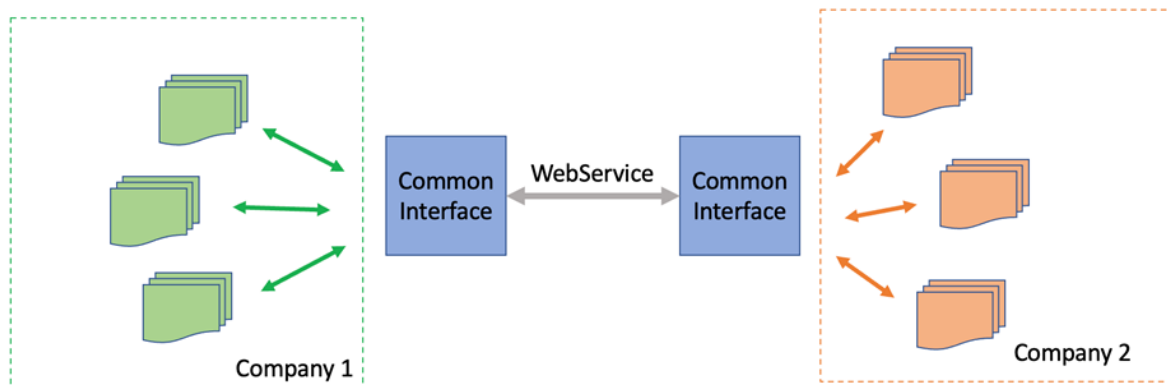 WebService
Common
Interface
Common
Interface
Company 1
Company 2